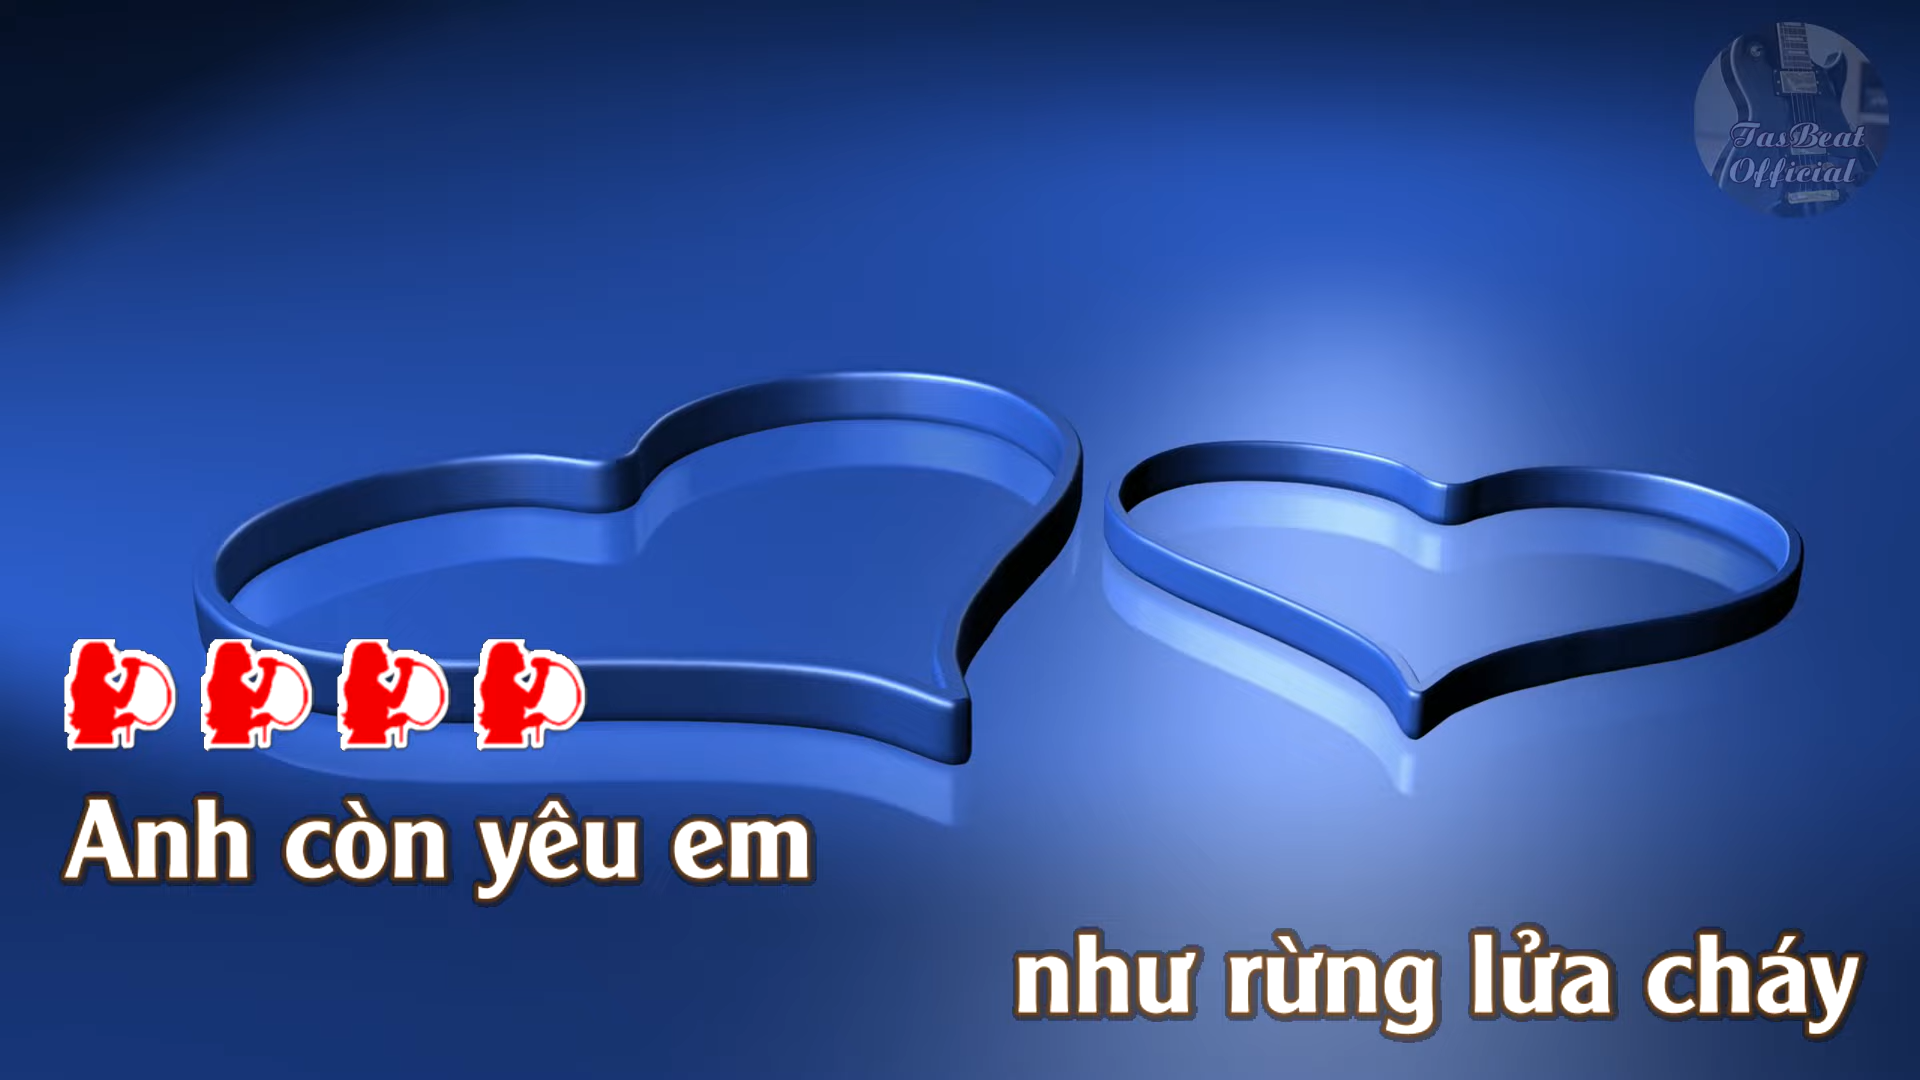 TasBeat
Official
Anh còn yêu em
như rừng lửa cháy